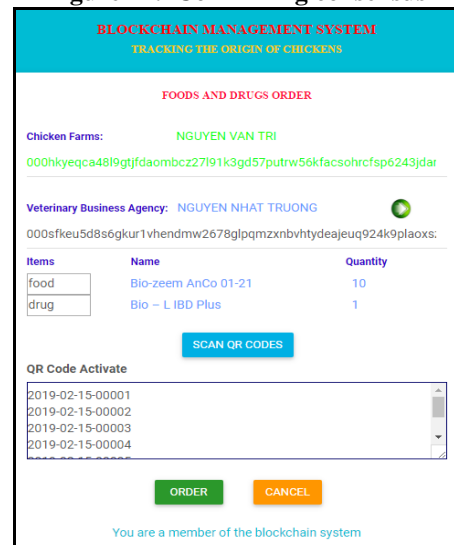 BLOCKCHAIN MANAGEMENT SYSTEM
TRACKING THE ORIGIN OF CHICKENS
FOODS AND DRUGS ORDER
Chicken Farms: NGUYEN VAN TRI
000hkyeqca48l9gtjfdaombcz27l91k3gd57putrw56kfacsohrcfsp6243jdar
Veterinary Business Agency: NGUYEN NHAT TRUONG
000sfkeu5d8s6gkur1vhendmw2678glpqmzxnbvhtydeajeuq924k9plaoxs
Items Name Quantity
food Bio-zeem AnCo 01-21 10
drug Bio – L IBD Plus 1
SCAN QR CODES
QR Code Activate
2019-02-15-00001
2019-02-15-00002
2019-02-15-00003
2019-02-15-00004
ORDER CANCEL
You are a member of the blockchain system